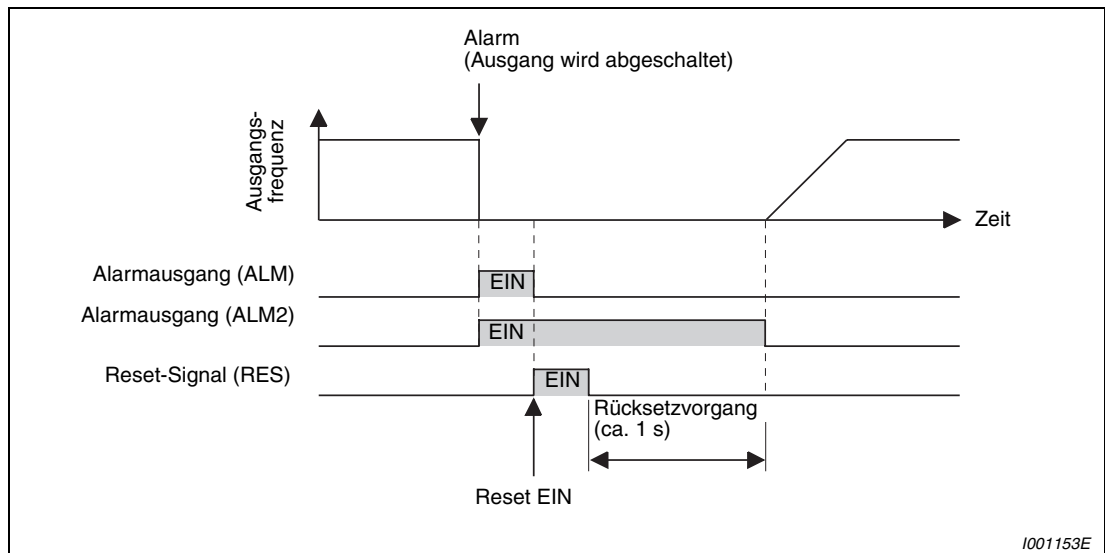 Alarm
(Ausgang wird abgeschaltet)
Ausgangs-
frequenz
Zeit
Alarmausgang (ALM)
EIN
Alarmausgang (ALM2)
EIN
Reset-Signal (RES)
EIN
Rücksetzvorgang
(ca. 1 s)
Reset EIN
I001153E